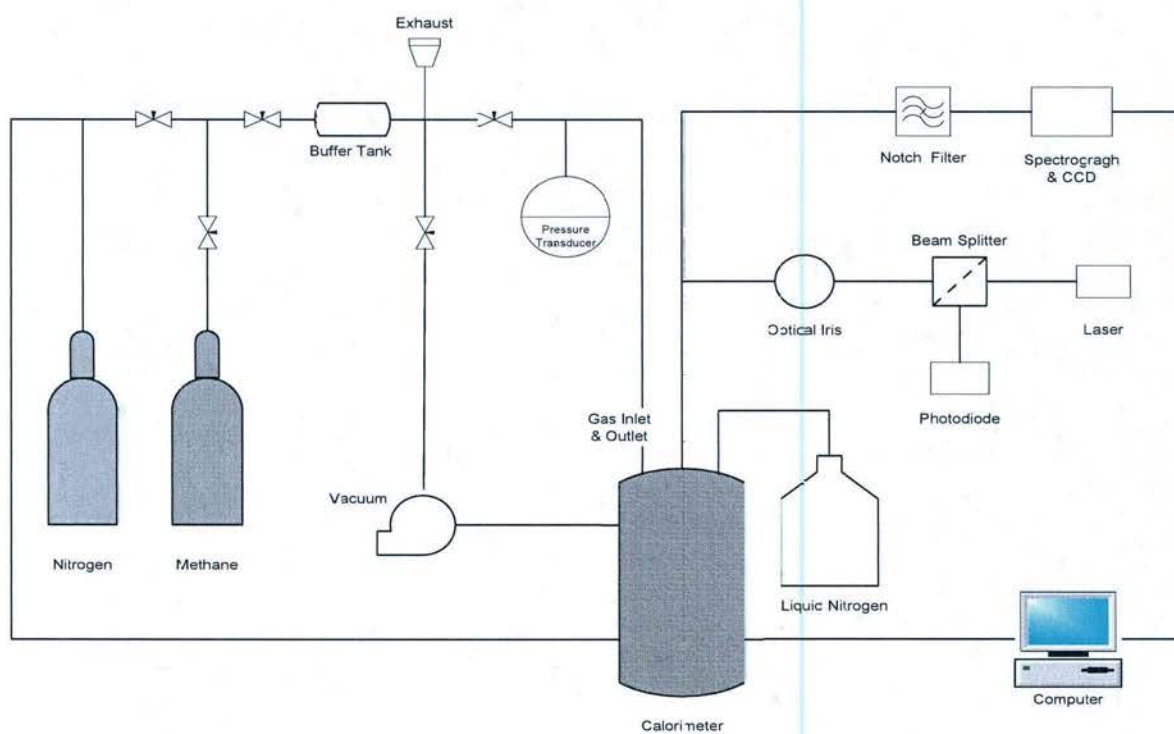 Exhaust
Buffer Tank
Notch Filter
Spectrogragh
& CCD
Pressure
Transducer
Beam Splitter
Optical Iris
Laser
Photodiode
Gas Inlet
& Outlet
Vacuum
Nitrogen
Methane
Liquic Nitrogen
Computer
Calorimeter